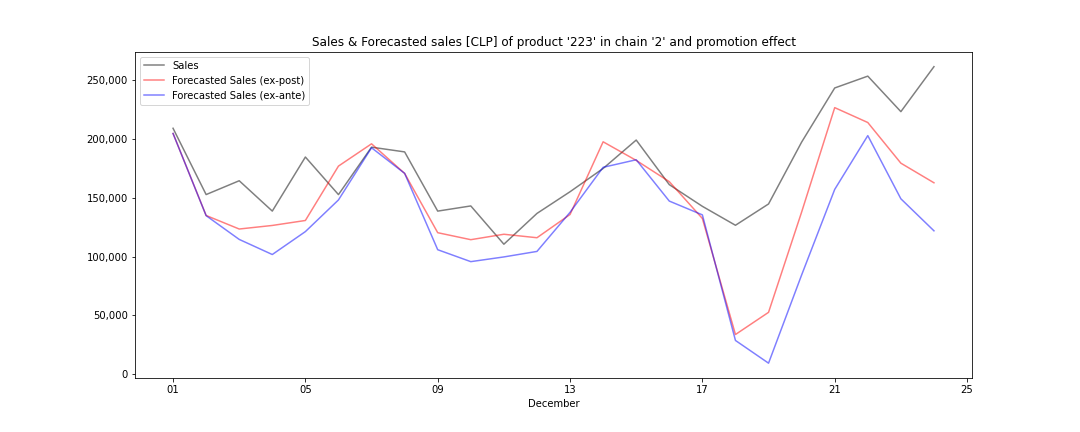 Sales & Forecasted sales [CLP] of product '223' in chain '2' and promotion effect
Sales
Forecasted Sales (ex-post)
Forecasted Sales (ex-ante)
250,000
200,000
150,000
100,000
50,000
0
01 05 09 13 17 21 25
December